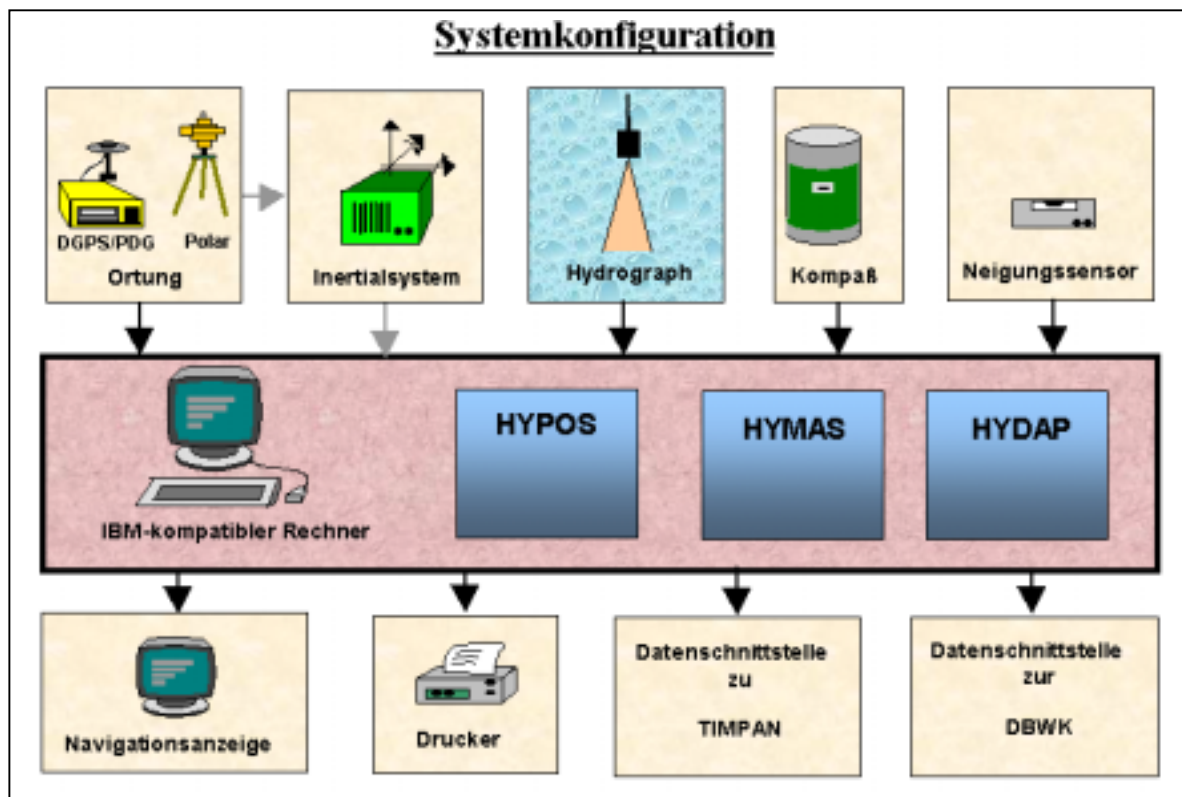 Systemkonfiguration
DGPS/PDG
Polar
Ortung
Inertialsystem
Hydrograph
Kompaß
Neigungssensor
IBM-kompatibler Rechner
HYPOS
HYMAS
HYDAP
Navigationsanzeige
Drucker
Datenschnittstelle
zu
TIMPAN
Datenschnittstelle
zur
DBWK